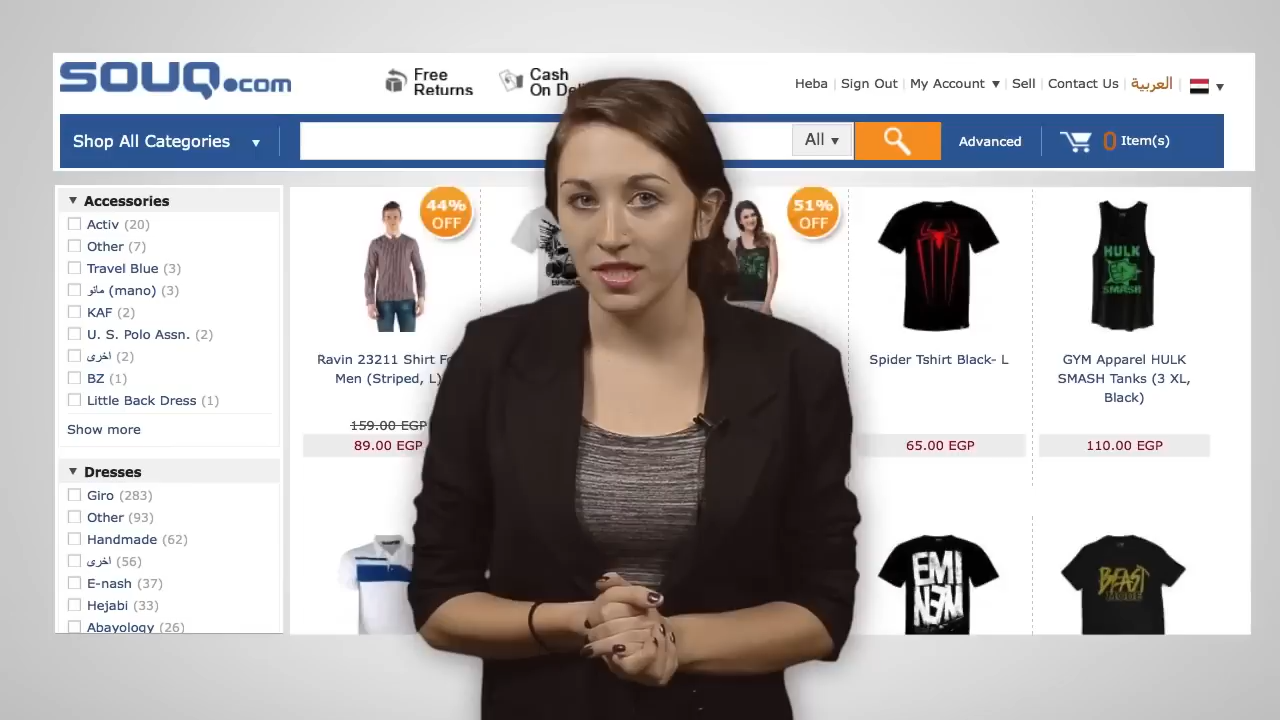 SOUQ.com
Free
Returns
Cash
On Del
Heba | Sign Out | My Account ▼ | Sell | Contact Us | العربية
Shop All Categories ▼
All ▾
Advanced
0 Item(s)
▼ Accessories
Activ (20)
Other (7)
Travel Blue (3)
مانو (mano) (3)
KAF (2)
U. S. Polo Assn. (2)
اخرى (2)
BZ (1)
Little Back Dress (1)
Show more
▼ Dresses
Giro (283)
Other (93)
Handmade (62)
اخرى (56)
E-nash (37)
Hejabi (33)
Abayology (26)
44%
OFF
Ravin 23211 Shirt Fo
Men (Striped, L)
159.00 EGP
89.00 EGP
51%
OFF
Spider Tshirt Black- L
65.00 EGP
HULK
SMASH
GYM Apparel HULK
SMASH Tanks (3 XL,
Black)
110.00 EGP
EMI
NEM
BEAST
MODE